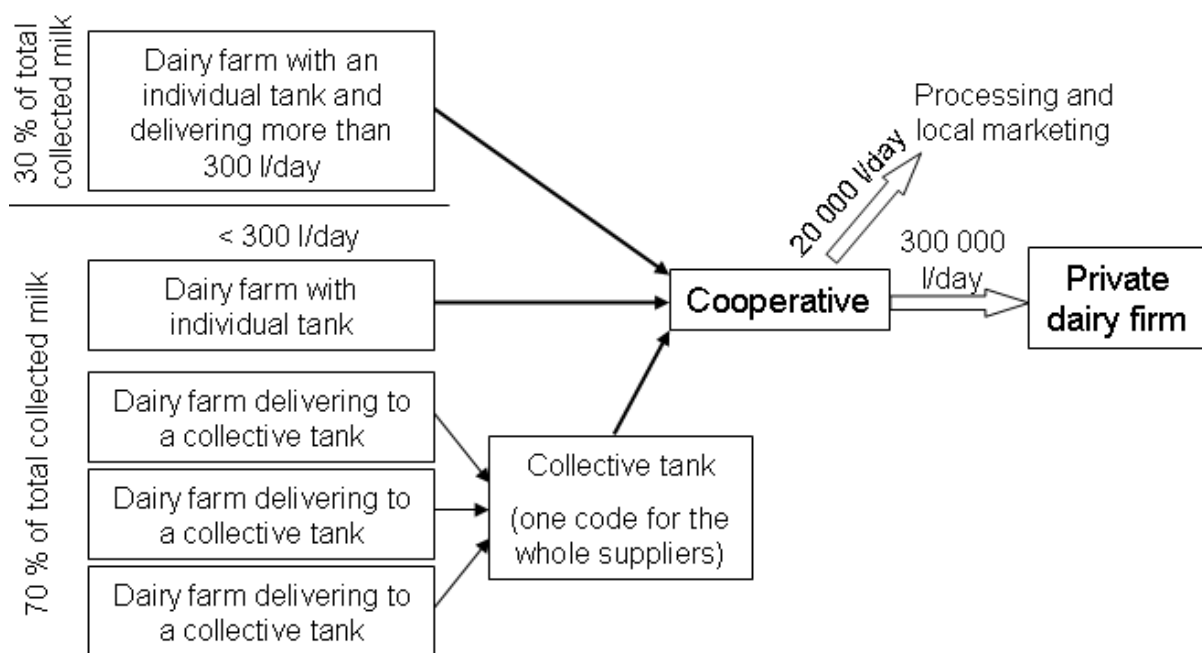 30 % of total
collected milk
Dairy farm with an
individual tank and
delivering more than
300 l/day
< 300 l/day
70 % of total collected milk
Dairy farm with
individual tank
Dairy farm delivering to
a collective tank
Dairy farm delivering to
a collective tank
Dairy farm delivering to
a collective tank
Collective tank
(one code for the
whole suppliers)
Cooperative
20 000 l/day
Processing and
local marketing
300 000
l/day
Private
dairy firm